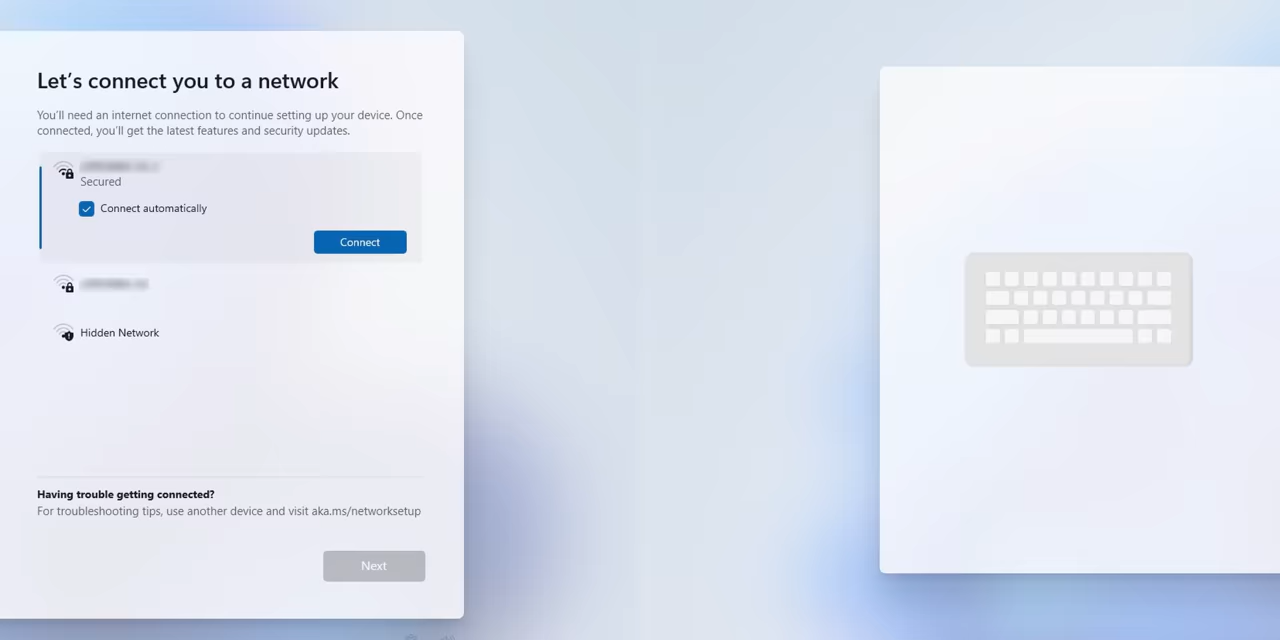 Let's connect you to a network
You'll need an internet connection to continue setting up your device. Once
connected, you'll get the latest features and security updates.
Secured
Connect automatically
Connect
Hidden Network
Having trouble getting connected?
For troubleshooting tips, use another device and visit aka.ms/networksetup
Next